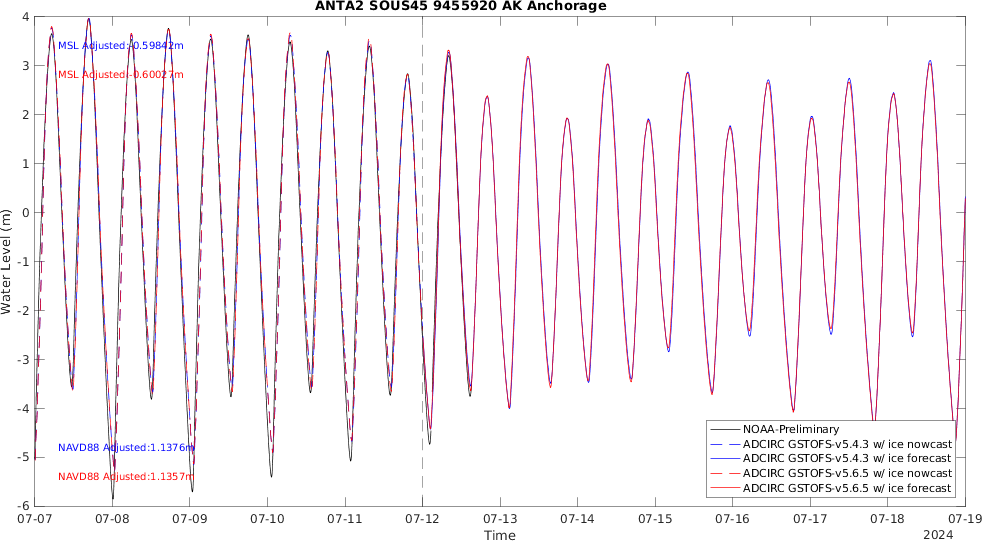 ANTA2 SOUS45 9455920 AK Anchorage
4
3
2
1
0
-1
-2
-3
-4
-5
-6
Water Level (m)
MSL Adjusted:-0.59842m
MSL Adjusted:-0.60027m
NAVD88 Adjusted:1.1376m
NAVD88 Adjusted:1.1357m
NOAA-Preliminary
ADCIRC GSTOFS-v5.4.3 w/ ice nowcast
ADCIRC GSTOFS-v5.4.3 w/ ice forecast
ADCIRC GSTOFS-v5.6.5 w/ ice nowcast
ADCIRC GSTOFS-v5.6.5 w/ ice forecast
07-07 07-08 07-09 07-10 07-11 07-12 07-13 07-14 07-15 07-16 07-17 07-18 07-19
Time
2024